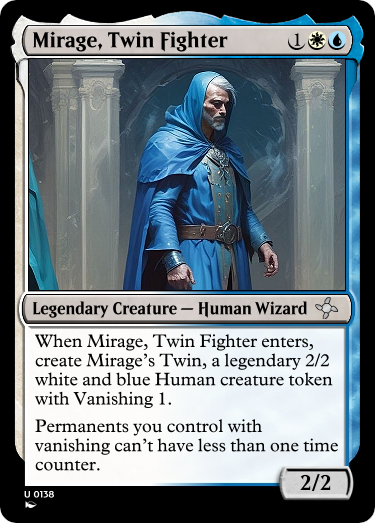 Mirage, Twin Fighter 1
Legendary Creature — Human Wizard
When Mirage, Twin Fighter enters,
create Mirage's Twin, a legendary 2/2
white and blue Human creature token
with Vanishing 1.
Permanents you control with
vanishing can't have less than one time
counter.
2/2
U 0138